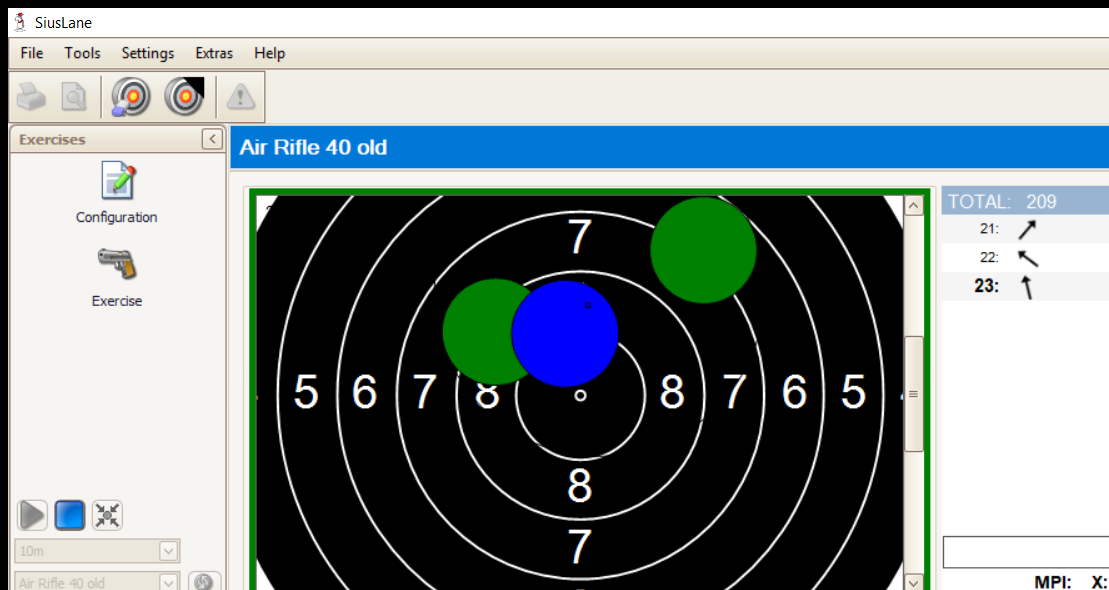 SiusLane
File Tools Settings Extras Help
Exercises
Air Rifle 40 old
Configuration
Exercise
10m
Air Rifle 40 old
7
5 6 7 8 8 7 6 5
8
7
TOTAL: 209
21:
22:
23:
MPI: X: